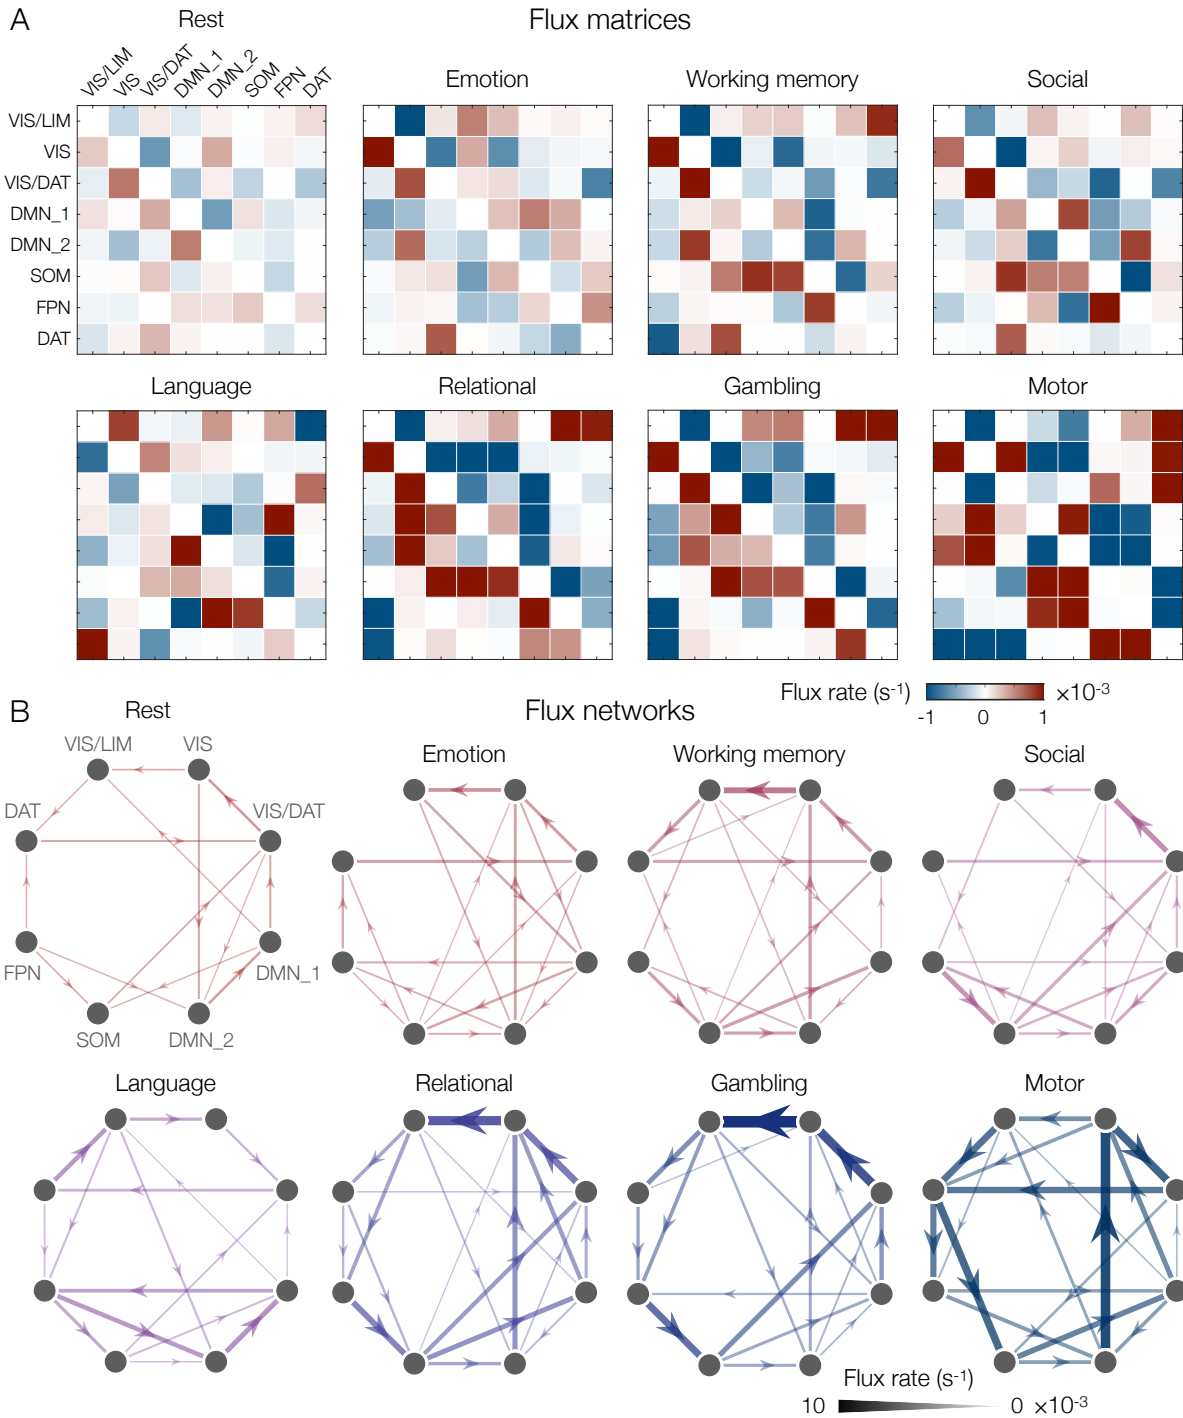 A
Rest
Flux matrices
VIS/LIM
VIS
VIS/DAT
DMN_1
DMN_2
SOM
FPN
DAT
Emotion
Working memory
Social
VIS/LIM
VIS
VIS/DAT
DMN_1
DMN_2
SOM
FPN
DAT
Language
Relational
Gambling
Motor
Flux rate (s-1)
-1
0
1
×10-3
B
Rest
Flux networks
VIS/LIM
VIS
DAT
VIS/DAT
FPN
DMN_1
SOM
DMN_2
Emotion
Working memory
Social
Language
Relational
Gambling
Motor
Flux rate (s-1)
10
0 ×10-3